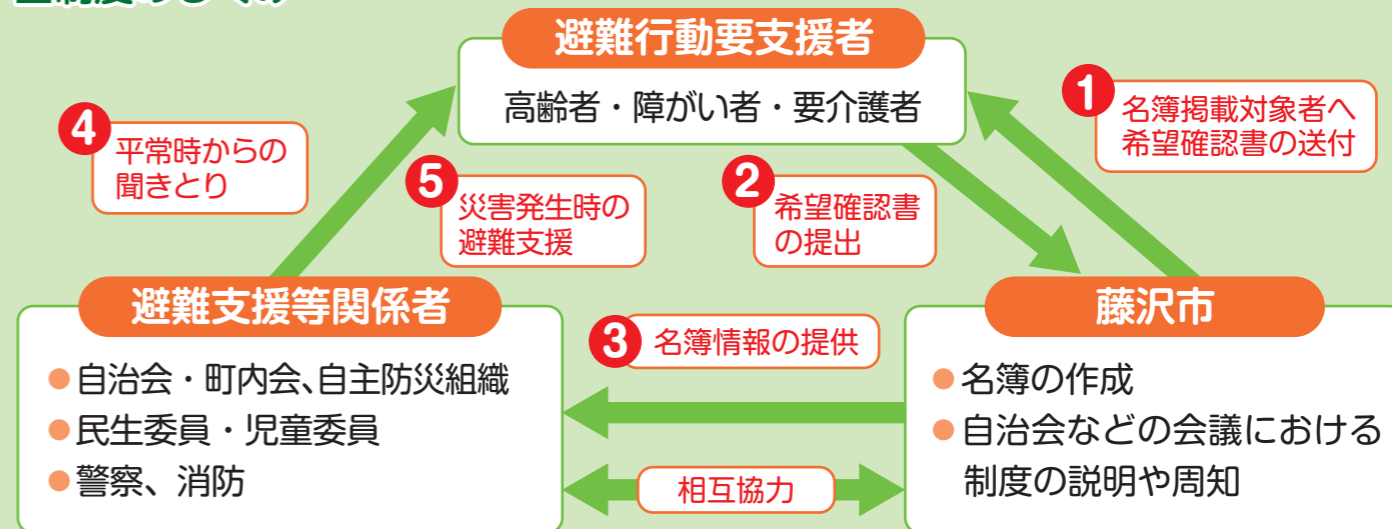 制度のしくみ
避難行動要支援者
高齢者・障がい者・要介護者
1
名簿掲載対象者へ
希望確認書の送付
4
平常時からの
聞きとり
5
災害発生時の
避難支援
2
希望確認書
の提出
避難支援等関係者
●自治会・町内会、自主防災組織
●民生委員・児童委員
●警察、消防
3
名簿情報の提供
相互協力
藤沢市
●名簿の作成
●自治会などの会議における
制度の説明や周知